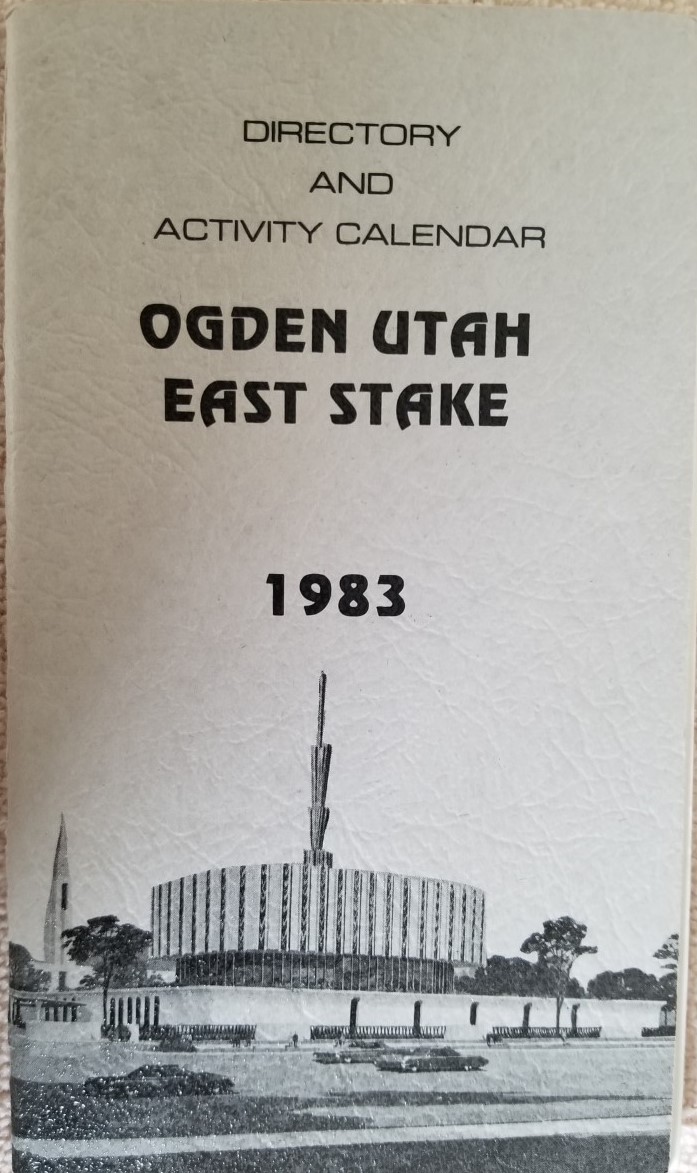 DIRECTORY
AND
ACTIVITY CALENDAR
OGDEN UTAH
EAST STAKE
1983